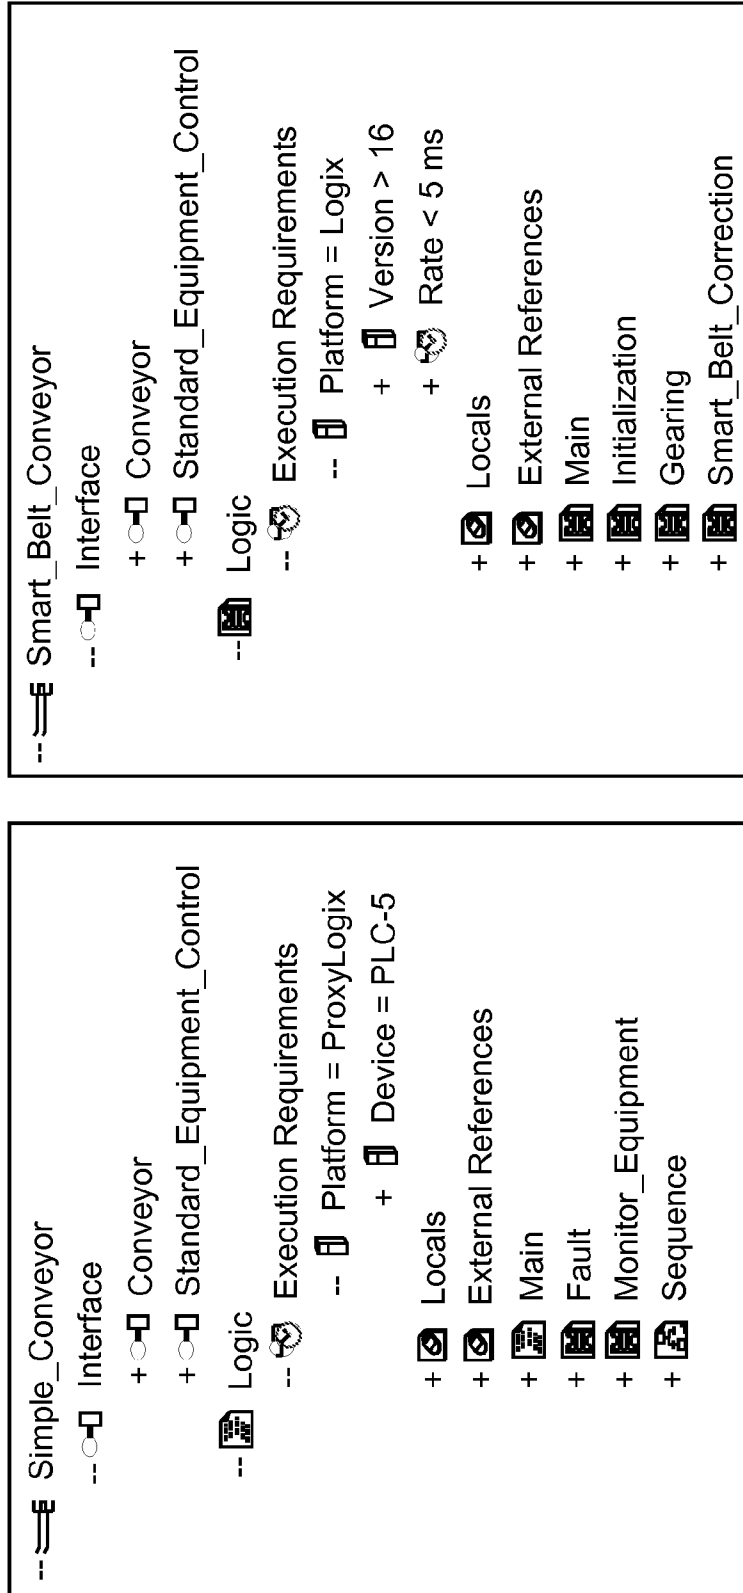 -- Simple_Conveyor
-- Interface
+ Conveyor
+ Standard_Equipment_Control
-- Logic
-- Execution Requirements
-- Platform = ProxyLogix
+ Device = PLC-5
+ Locals
+ External References
+ Main
+ Fault
+ Monitor_Equipment
+ Sequence
-- Smart_Belt_Conveyor
-- Interface
+ Conveyor
+ Standard_Equipment_Control
-- Logic
-- Execution Requirements
-- Platform = Logix
+ Version > 16
+ Rate < 5 ms
+ Locals
+ External References
+ Main
+ Initialization
+ Gearing
+ Smart_Belt_Correction